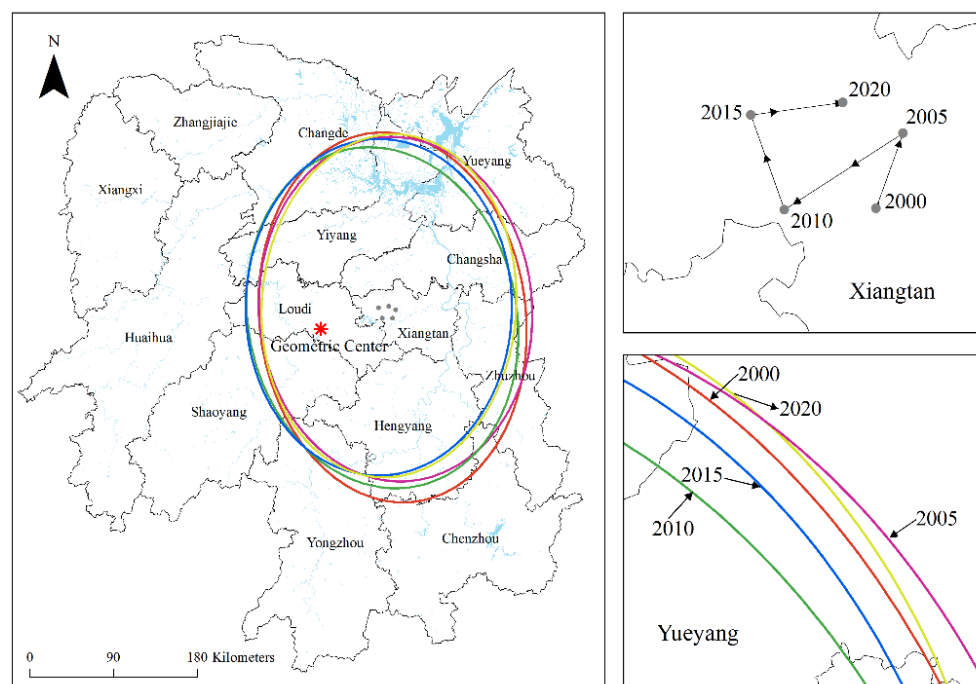 N
Zhangjiajie
Changde
Yueyang
Xiangxi
Yiyang
Changsha
Loudi
Huaihua
Xiangtan
Geometric Center
Zhuzhou
Shaoyang
Hengyang
Yongzhou
Chenzhou
0 90 180 Kilometers
2020
2015
2005
2010
2000
Xiangtan
2000
2020
2015
2005
2010
Yueyang